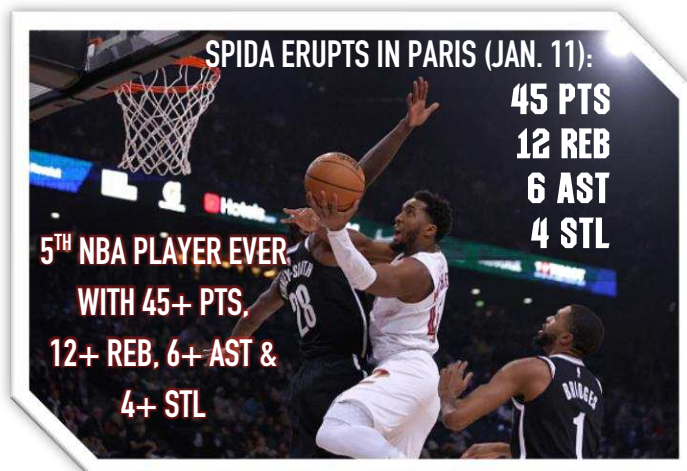 SPIDA ERUPTS IN PARIS (JAN. 11):
45 PTS
12 REB
6 AST
4 STL
5TH NBA PLAYER EVER
WITH 45+ PTS,
12+ REB, 6+ AST &
4+ STL
Hotels
28
BRIDGES
1